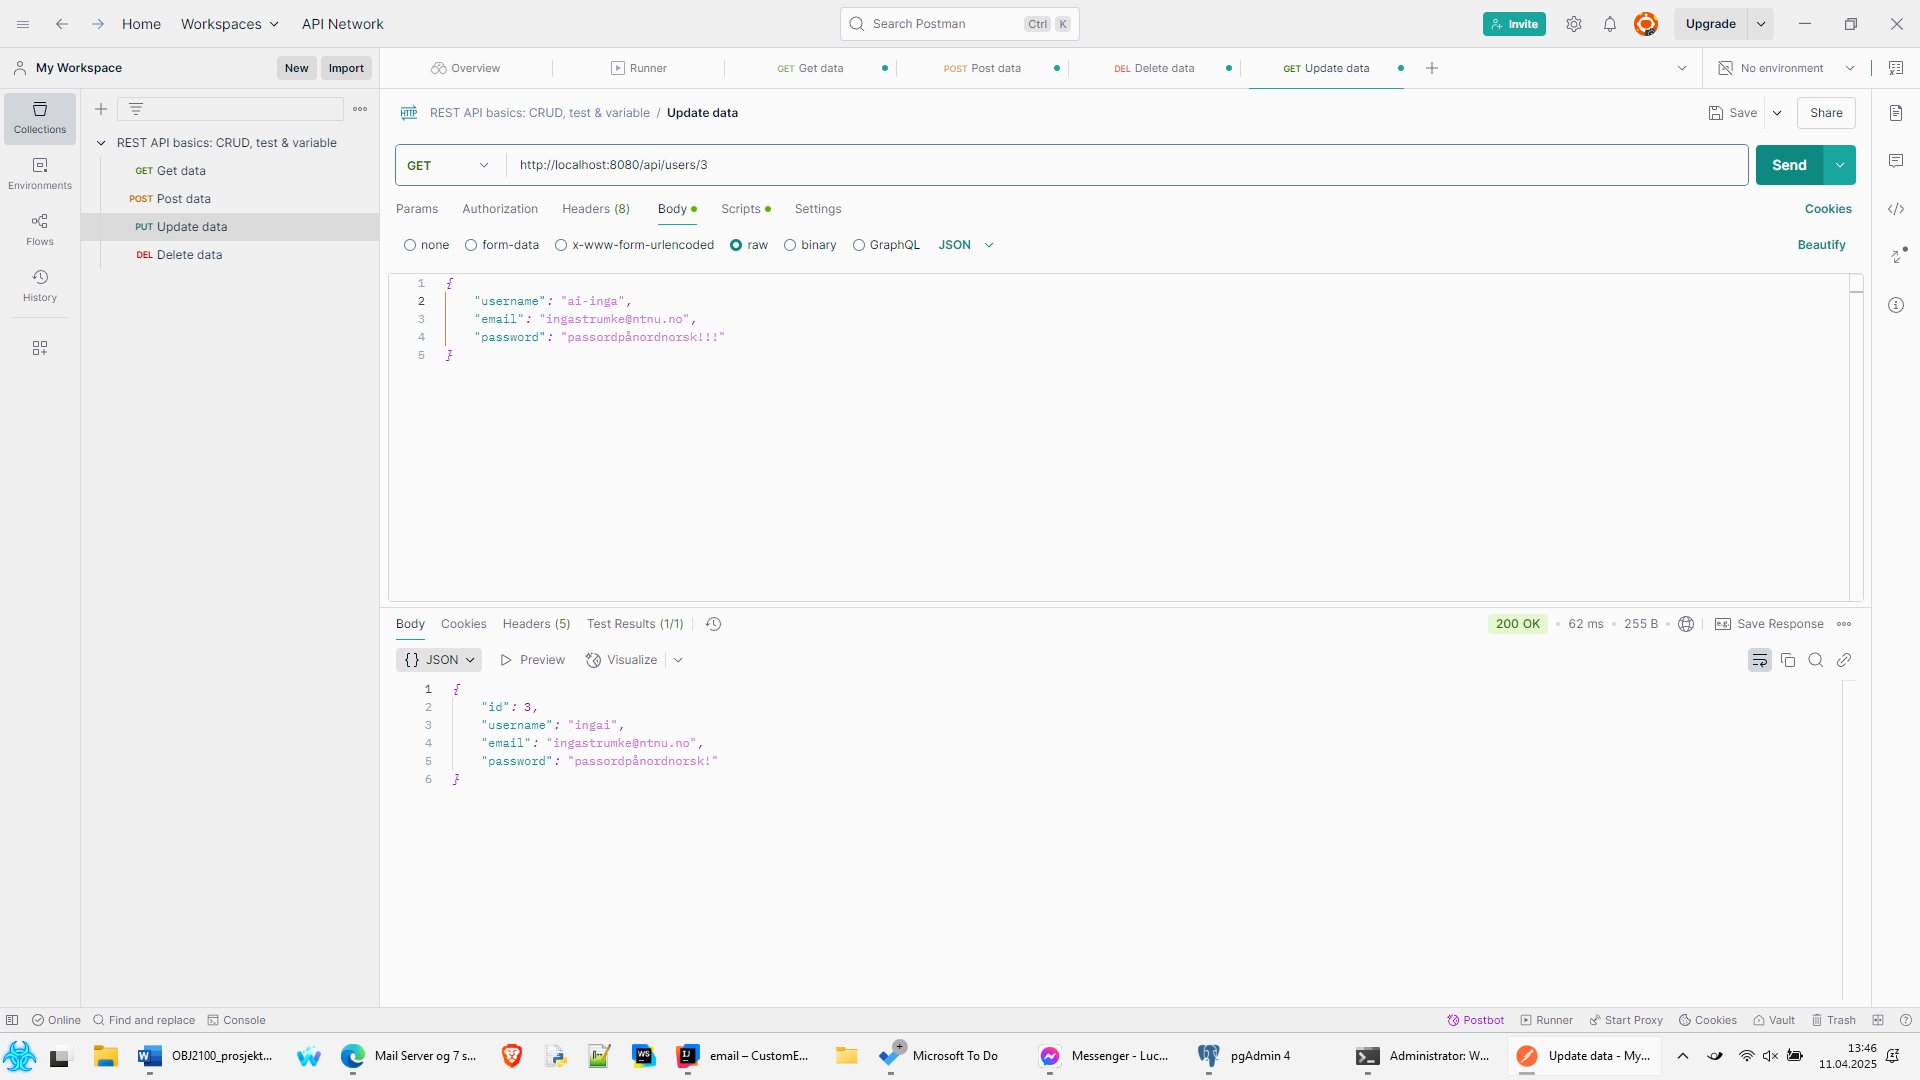 Home Workspaces API Network Search Postman Ctrl K Invite Upgrade
My Workspace New Import Overview Runner GET Get data POST Post data DEL Delete data GET Update data No environment
Collections
Environments
Flows
History
REST API basics: CRUD, test & variable
GET Get data
POST Post data
PUT Update data
DEL Delete data
HTTP REST API basics: CRUD, test & variable / Update data Save Share
GET http://localhost:8080/api/users/3 Send
Params Authorization Headers (8) Body Scripts Settings Cookies
none form-data x-www-form-urlencoded raw binary GraphQL JSON Beautify
1 {
2 "username": "ai-inga",
3 "email": "ingastrumke@ntnu.no",
4 "password": "passordpånordnorsk!!!"
5 }
Body Cookies Headers (5) Test Results (1/1) 200 OK • 62 ms • 255 B • e.g. Save Response
{} JSON Preview Visualize
1 {
2 "id": 3,
3 "username": "ingai",
4 "email": "ingastrumke@ntnu.no",
5 "password": "passordpånordnorsk!"
6 }
Online Find and replace Console Postbot Runner Start Proxy Cookies Vault Trash
OBJ2100_prosjekt... Mail Server og 7 s... WS email – CustomE... Microsoft To Do Messenger - Luc... pgAdmin 4 Administrator: W... Update data - My... 13:46
11.04.2025